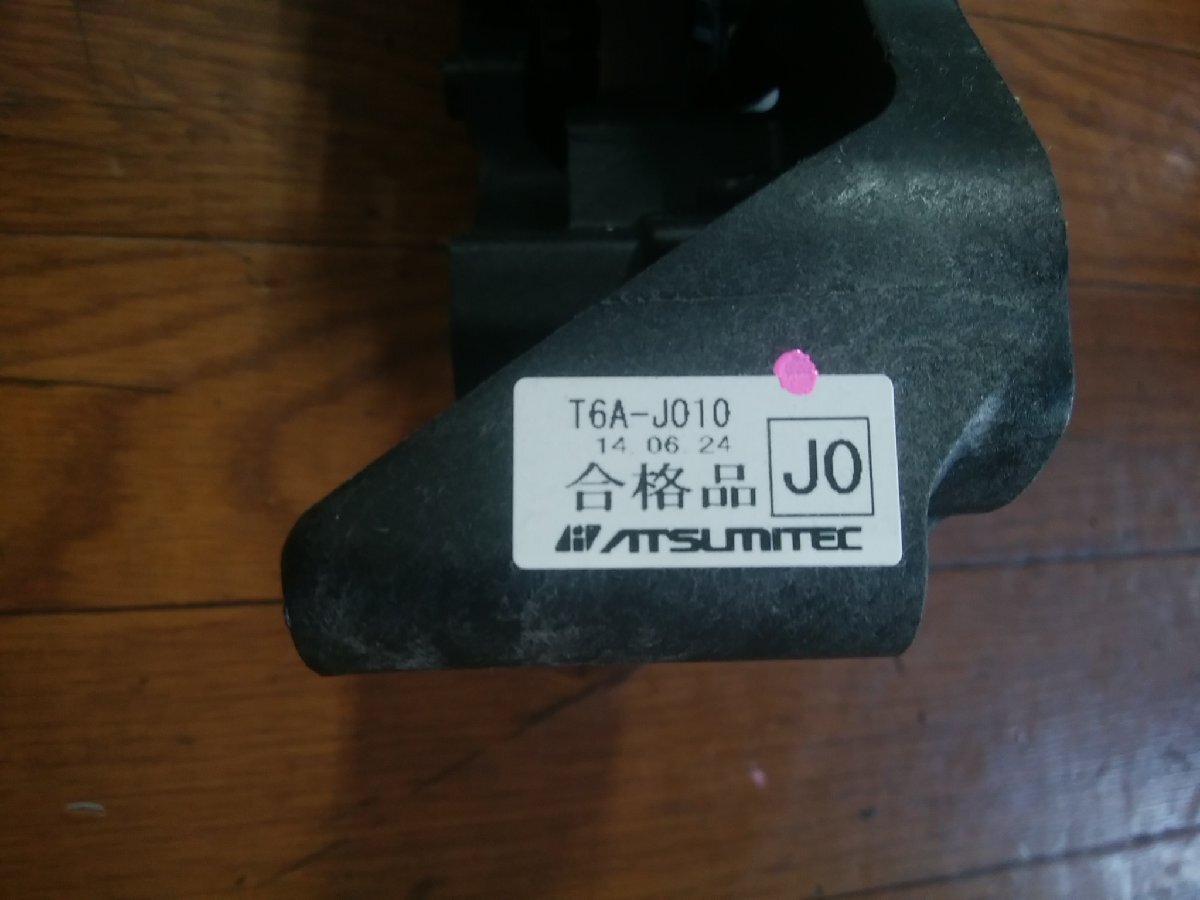 T6A-J010
14.06.24
合格品
J0
ATSUMITEC